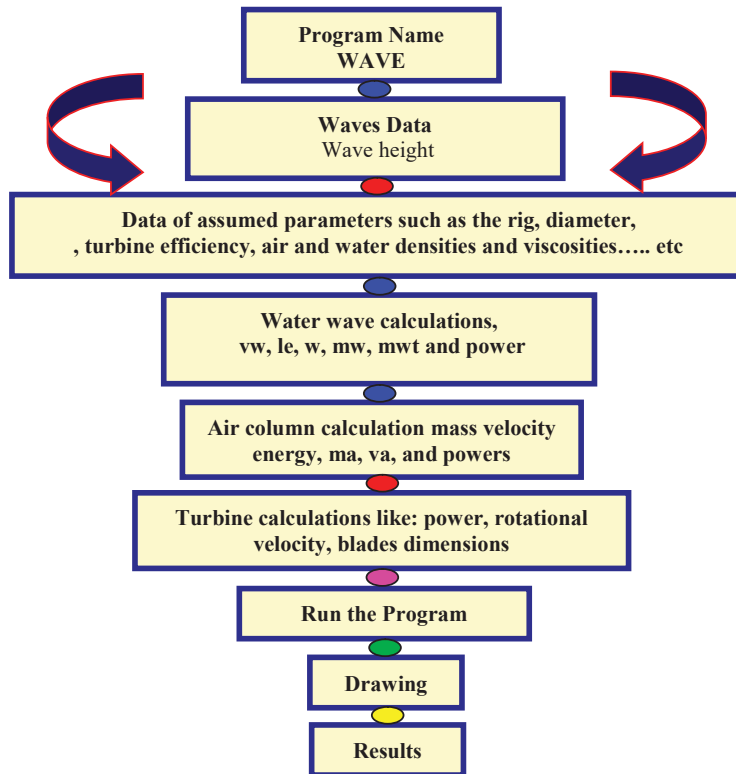 Program Name
WAVE
Waves Data
Wave height
Data of assumed parameters such as the rig, diameter,
, turbine efficiency, air and water densities and viscosities….. etc
Water wave calculations,
vw, le, w, mw, mwt and power
Air column calculation mass velocity
energy, ma, va, and powers
Turbine calculations like: power, rotational
velocity, blades dimensions
Run the Program
Drawing
Results